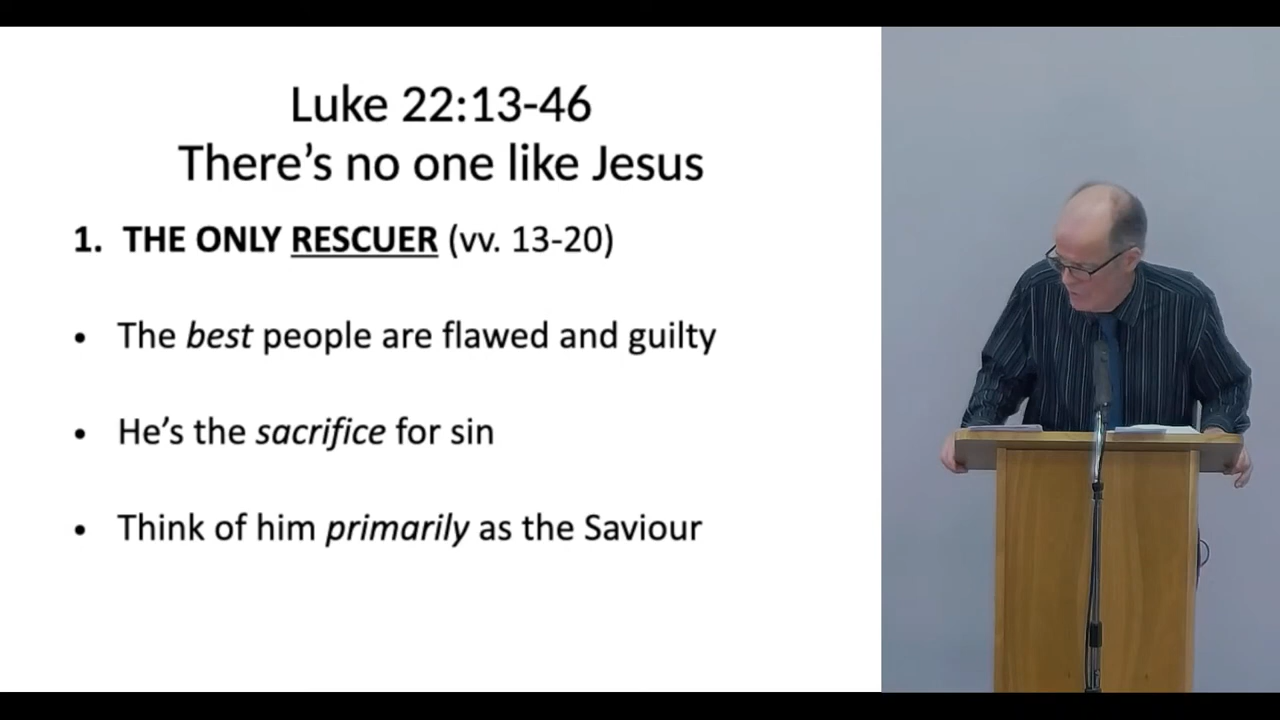 Luke 22:13-46
There’s no one like Jesus
1. THE ONLY RESCUER (vv. 13-20)
• The best people are flawed and guilty
• He’s the sacrifice for sin
• Think of him primarily as the Saviour